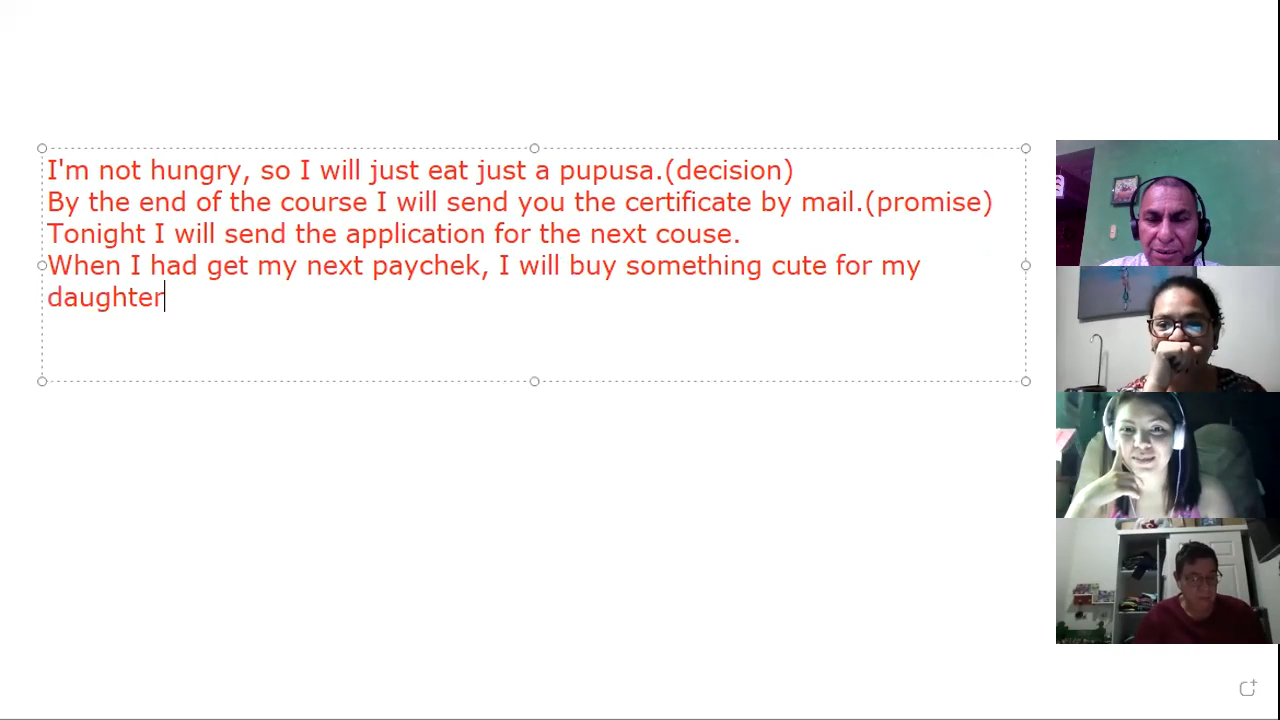 I'm not hungry, so I will just eat just a pupusa.(decision)
By the end of the course I will send you the certificate by mail.(promise)
Tonight I will send the application for the next couse.
When I had get my next paychek, I will buy something cute for my
daughter